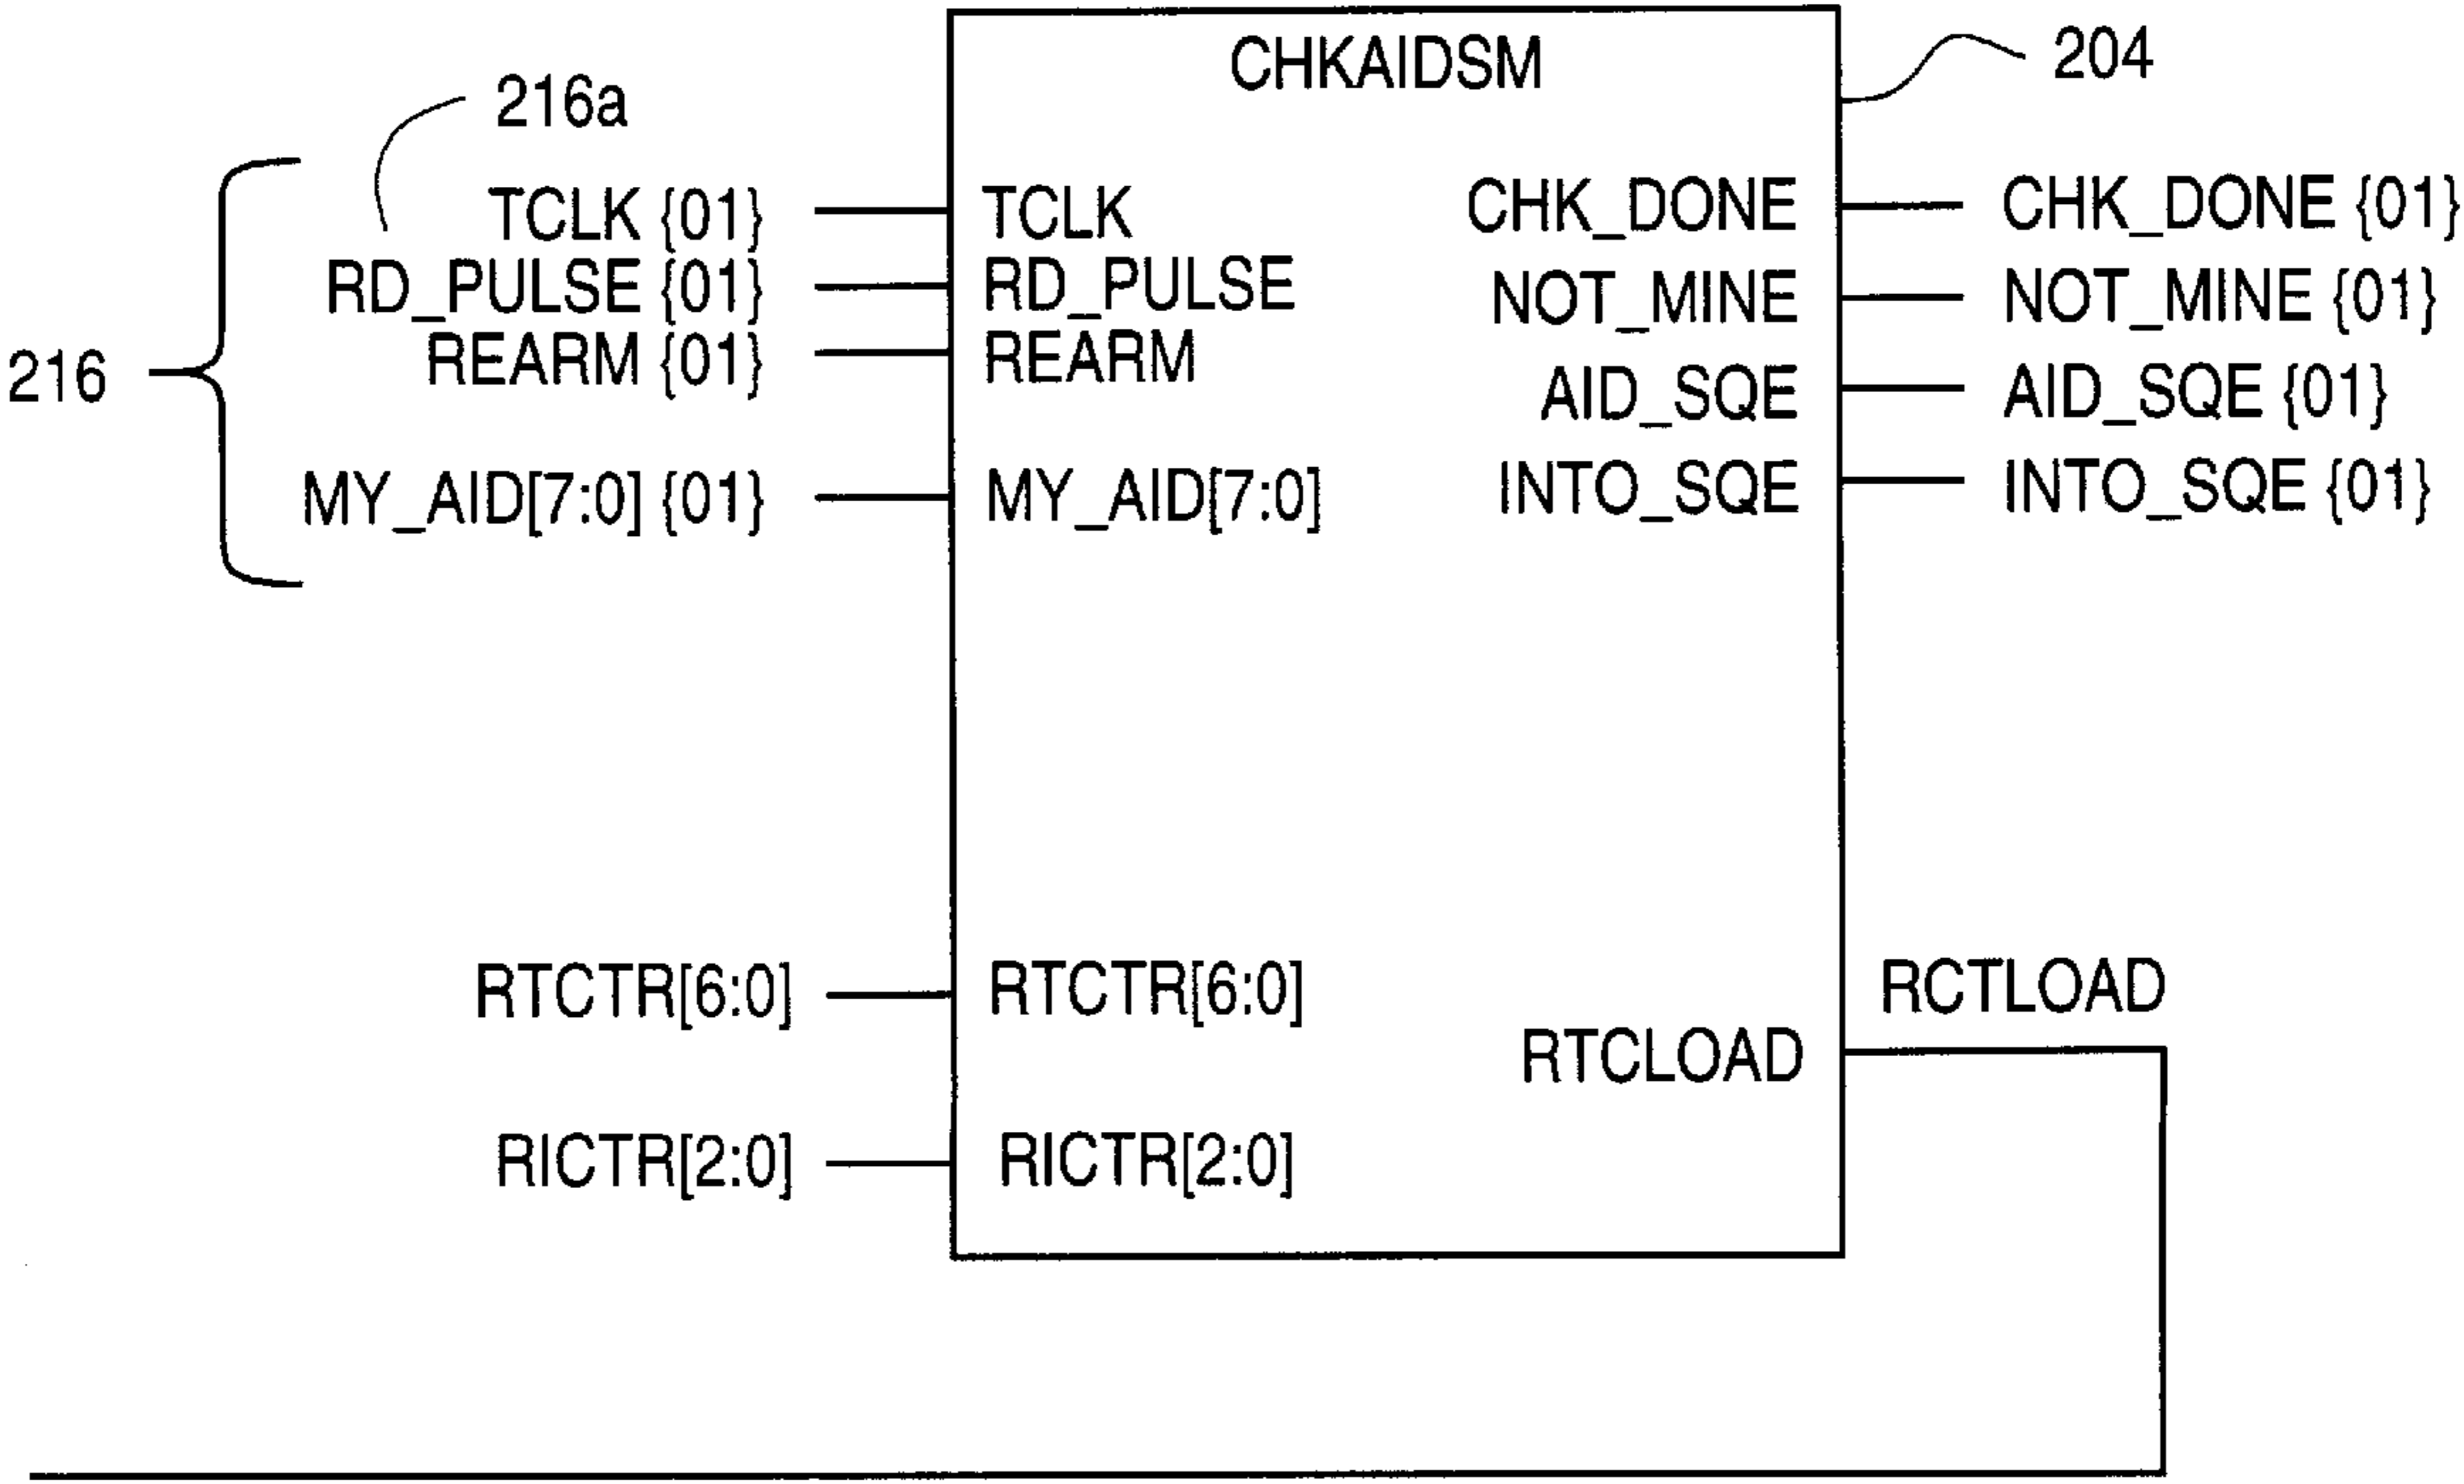 CHKAIDSM
204
216a
216
TCLK {01}
TCLK
CHK_DONE
CHK_DONE {01}
RD_PULSE {01}
RD_PULSE
NOT_MINE
NOT_MINE {01}
REARM {01}
REARM
AID_SQE
AID_SQE {01}
MY_AID[7:0] {01}
MY_AID[7:0]
INTO_SQE
INTO_SQE {01}
RTCTR[6:0]
RTCTR[6:0]
RCTLOAD
RTCLOAD
RICTR[2:0]
RICTR[2:0]